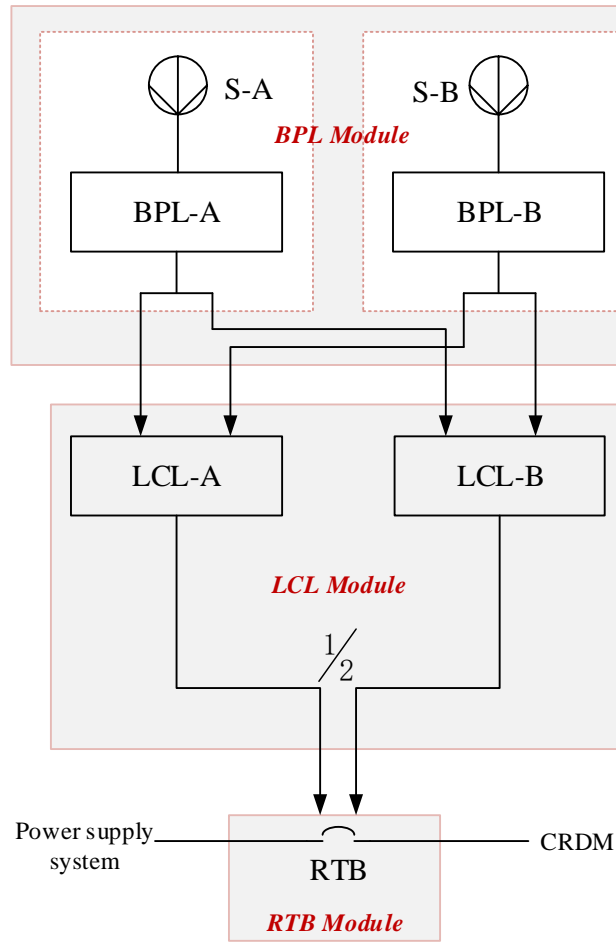 S-A
S-B
BPL Module
BPL-A
BPL-B
LCL-A
LCL-B
LCL Module
1/2
Power supply
system
CRDM
RTB
RTB Module